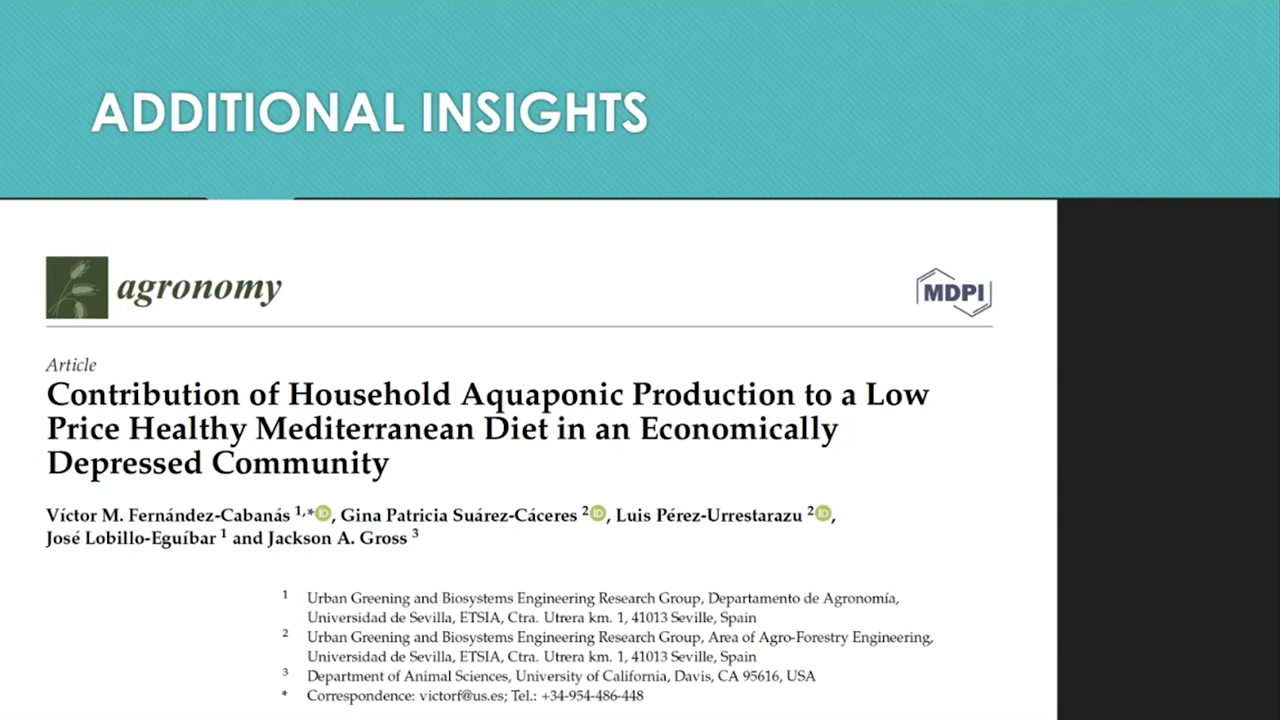 ADDITIONAL INSIGHTS
agronomy
MDPI
Article
Contribution of Household Aquaponic Production to a Low
Price Healthy Mediterranean Diet in an Economically
Depressed Community
Víctor M. Fernández-Cabanás 1,*iD, Gina Patricia Suárez-Cáceres 2iD, Luis Pérez-Urrestarazu 2iD,
José Lobillo-Eguíbar 1 and Jackson A. Gross 3
1 Urban Greening and Biosystems Engineering Research Group, Departamento de Agronomía,
Universidad de Sevilla, ETSIA, Ctra. Utrera km. 1, 41013 Seville, Spain
2 Urban Greening and Biosystems Engineering Research Group, Area of Agro-Forestry Engineering,
Universidad de Sevilla, ETSIA, Ctra. Utrera km. 1, 41013 Seville, Spain
3 Department of Animal Sciences, University of California, Davis, CA 95616, USA
* Correspondence: victorf@us.es; Tel.: +34-954-486-448